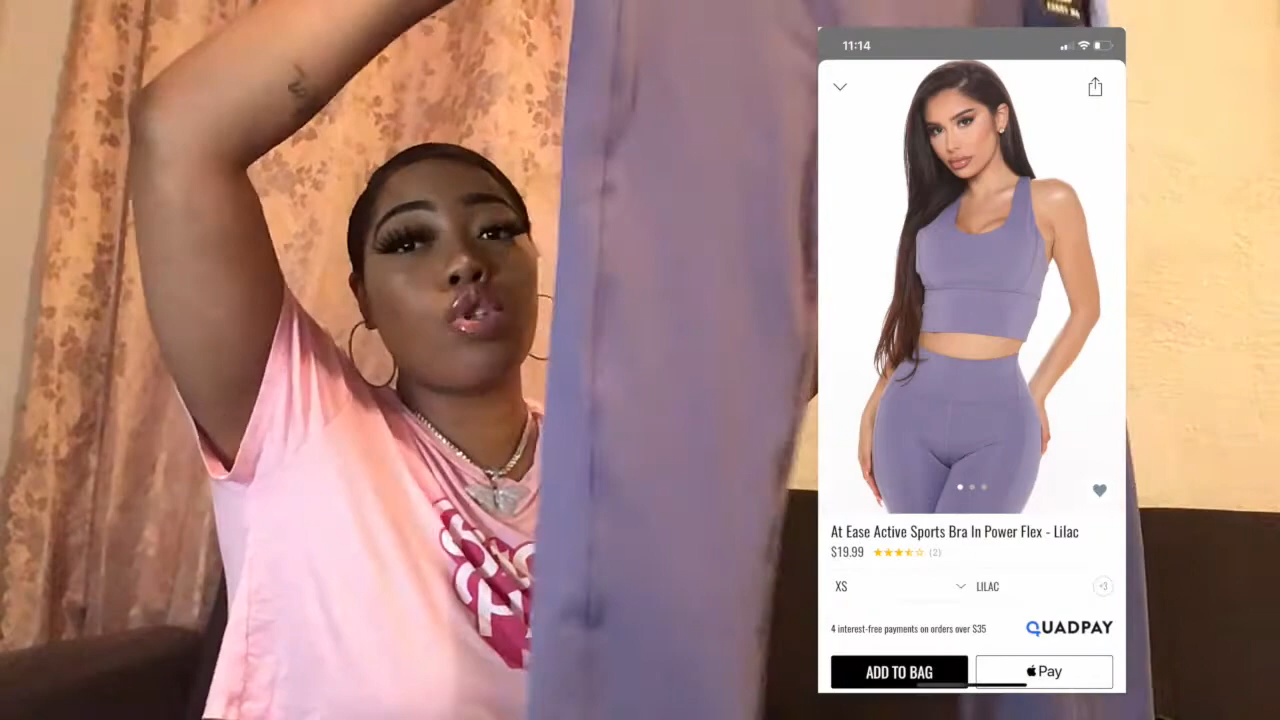 11:14
At Ease Active Sports Bra In Power Flex - Lilac
$19.99 (2)
XS LILAC +3
4 interest-free payments on orders over $35 QUADPAY
ADD TO BAG Pay